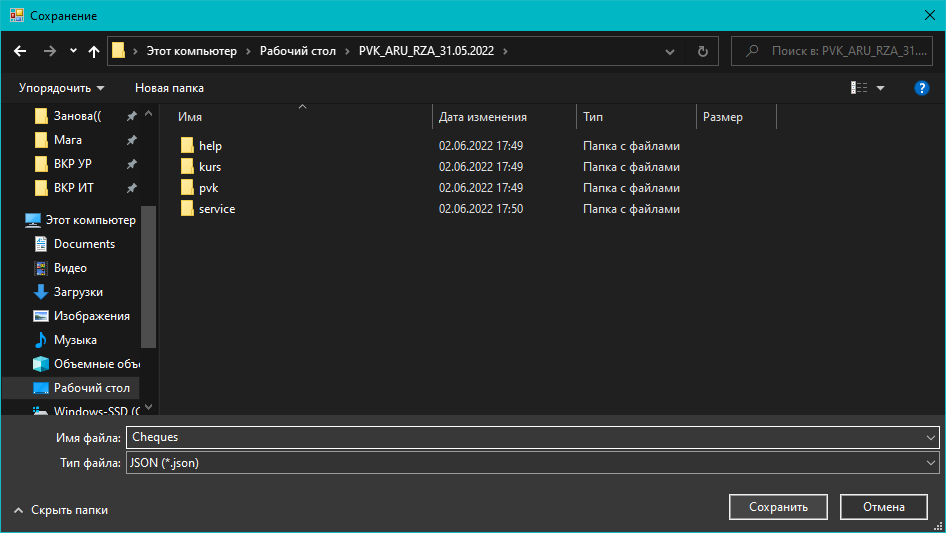 Сохранение
Этот компьютер > Рабочий стол > PVK_ARU_RZA_31.05.2022 >
Поиск в: PVK_ARU_RZA_31....
Упорядочить
Новая папка
?
Имя
Дата изменения
Тип
Размер
Занова((
Мага
ВКР УР
ВКР ИТ
Этот компьютер
Documents
Видео
Загрузки
Изображения
Музыка
Объемные объ
Рабочий стол
Windows-SSD (C
help 02.06.2022 17:49 Папка с файлами
kurs 02.06.2022 17:49 Папка с файлами
pvk 02.06.2022 17:49 Папка с файлами
service 02.06.2022 17:50 Папка с файлами
Имя файла: Cheques
Тип файла: JSON (*.json)
Скрыть папки
Сохранить
Отмена